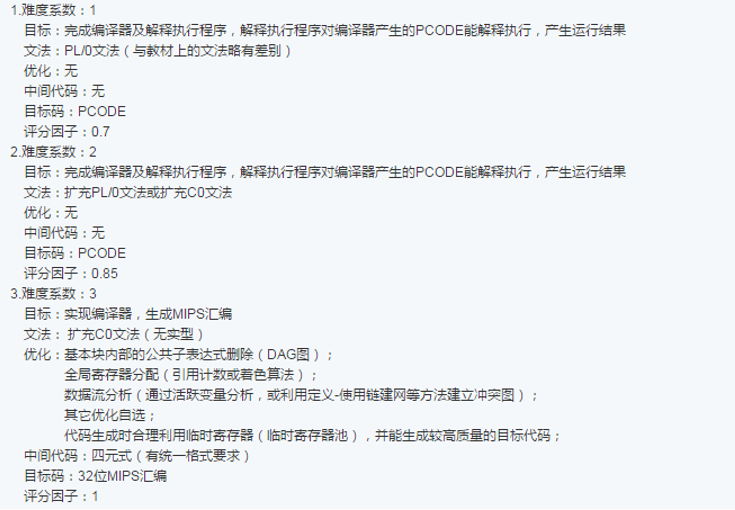 1.难度系数：1
目标：完成编译器及解释执行程序，解释执行程序对编译器产生的PCODE能解释执行，产生运行结果
文法：PL/0文法（与教材上的文法略有差别）
优化：无
中间代码：无
目标码：PCODE
评分因子：0.7
2.难度系数：2
目标：完成编译器及解释执行程序，解释执行程序对编译器产生的PCODE能解释执行，产生运行结果
文法：扩充PL/0文法或扩充C0文法
优化：无
中间代码：无
目标码：PCODE
评分因子：0.85
3.难度系数：3
目标：实现编译器，生成MIPS汇编
文法： 扩充C0文法（无实型）
优化：基本块内部的公共子表达式删除（DAG图）；
全局寄存器分配（引用计数或着色算法）；
数据流分析（通过活跃变量分析，或利用定义-使用链建网等方法建立冲突图）；
其它优化自选；
代码生成时合理利用临时寄存器（临时寄存器池），并能生成较高质量的目标代码；
中间代码：四元式（有统一格式要求）
目标码：32位MIPS汇编
评分因子：1